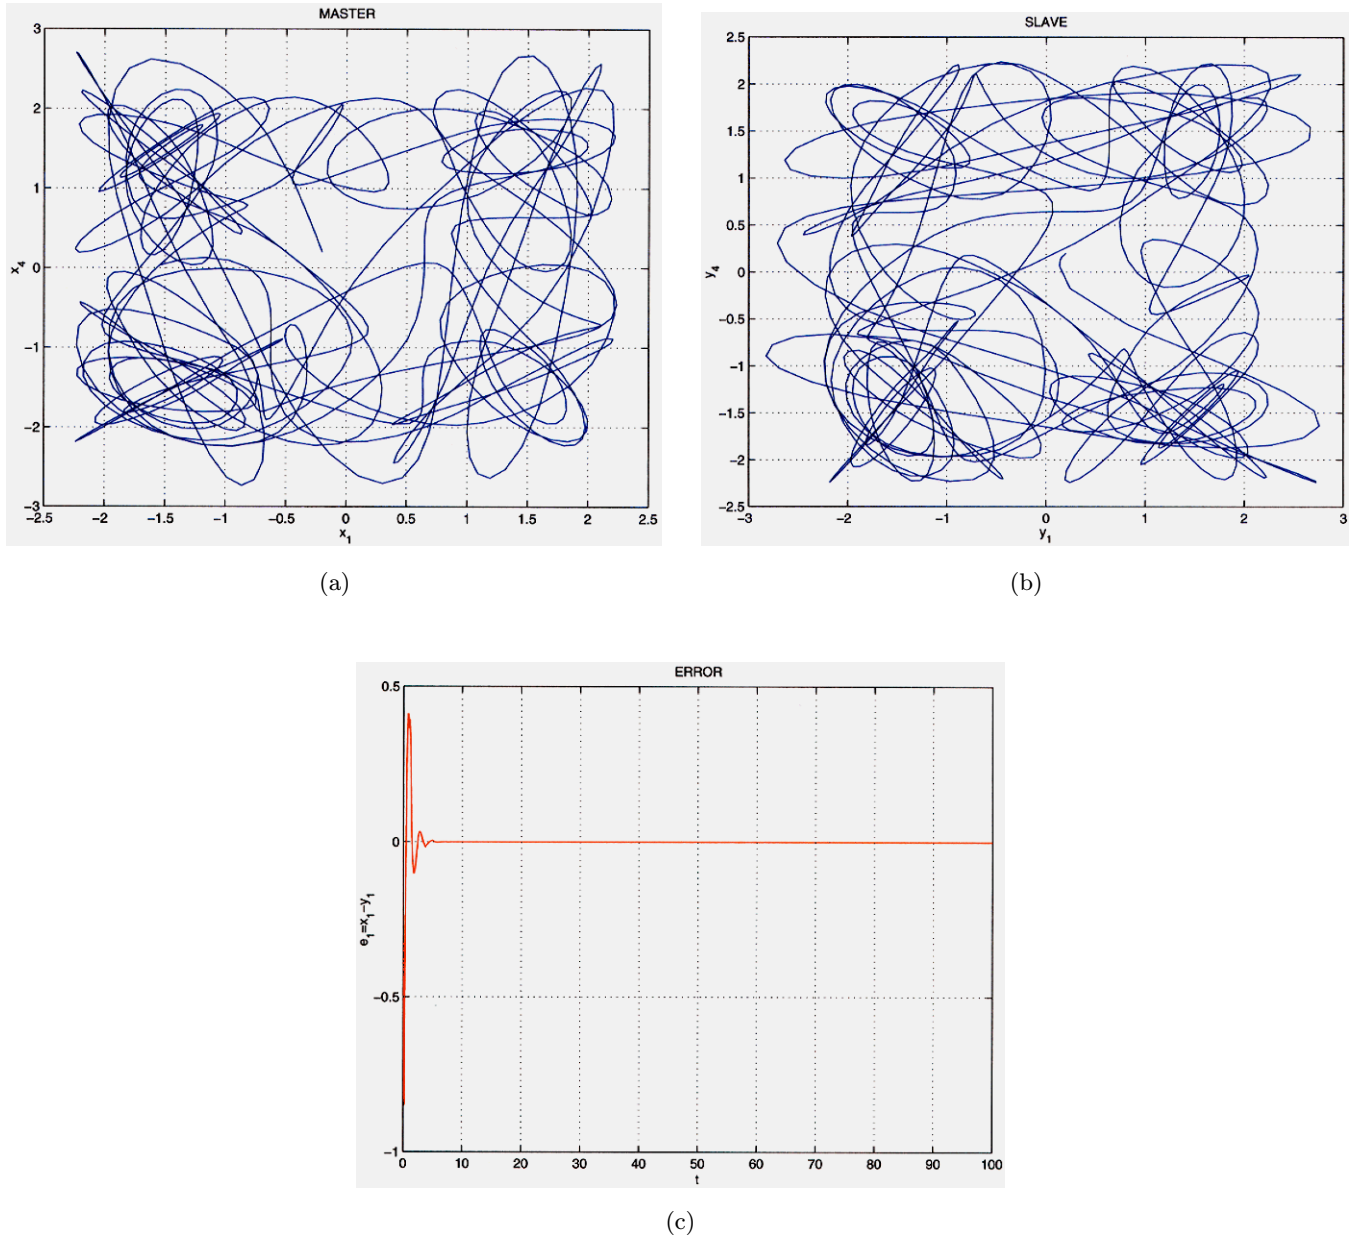 MASTER
3
2
1
0
−1
−2
−3
x4
−2.5 −2 −1.5 −1 −0.5 0 0.5 1 1.5 2 2.5
x1
(a)
SLAVE
2.5
2
1.5
1
0.5
0
−0.5
−1
−1.5
−2
−2.5
y4
−3 −2 −1 0 1 2 3
y1
(b)
ERROR
0.5
0
−0.5
−1
e1=x1−y1
0 10 20 30 40 50 60 70 80 90 100
t
(c)